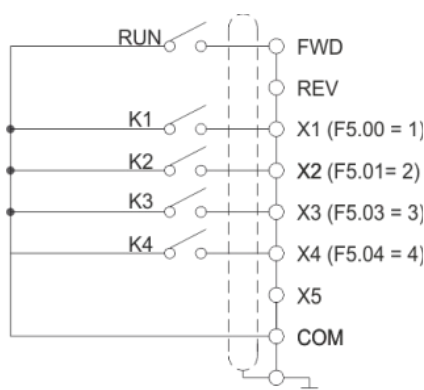 RUN FWD
REV
K1 X1 (F5.00 = 1)
K2 X2 (F5.01= 2)
K3 X3 (F5.03 = 3)
K4 X4 (F5.04 = 4)
X5
COM